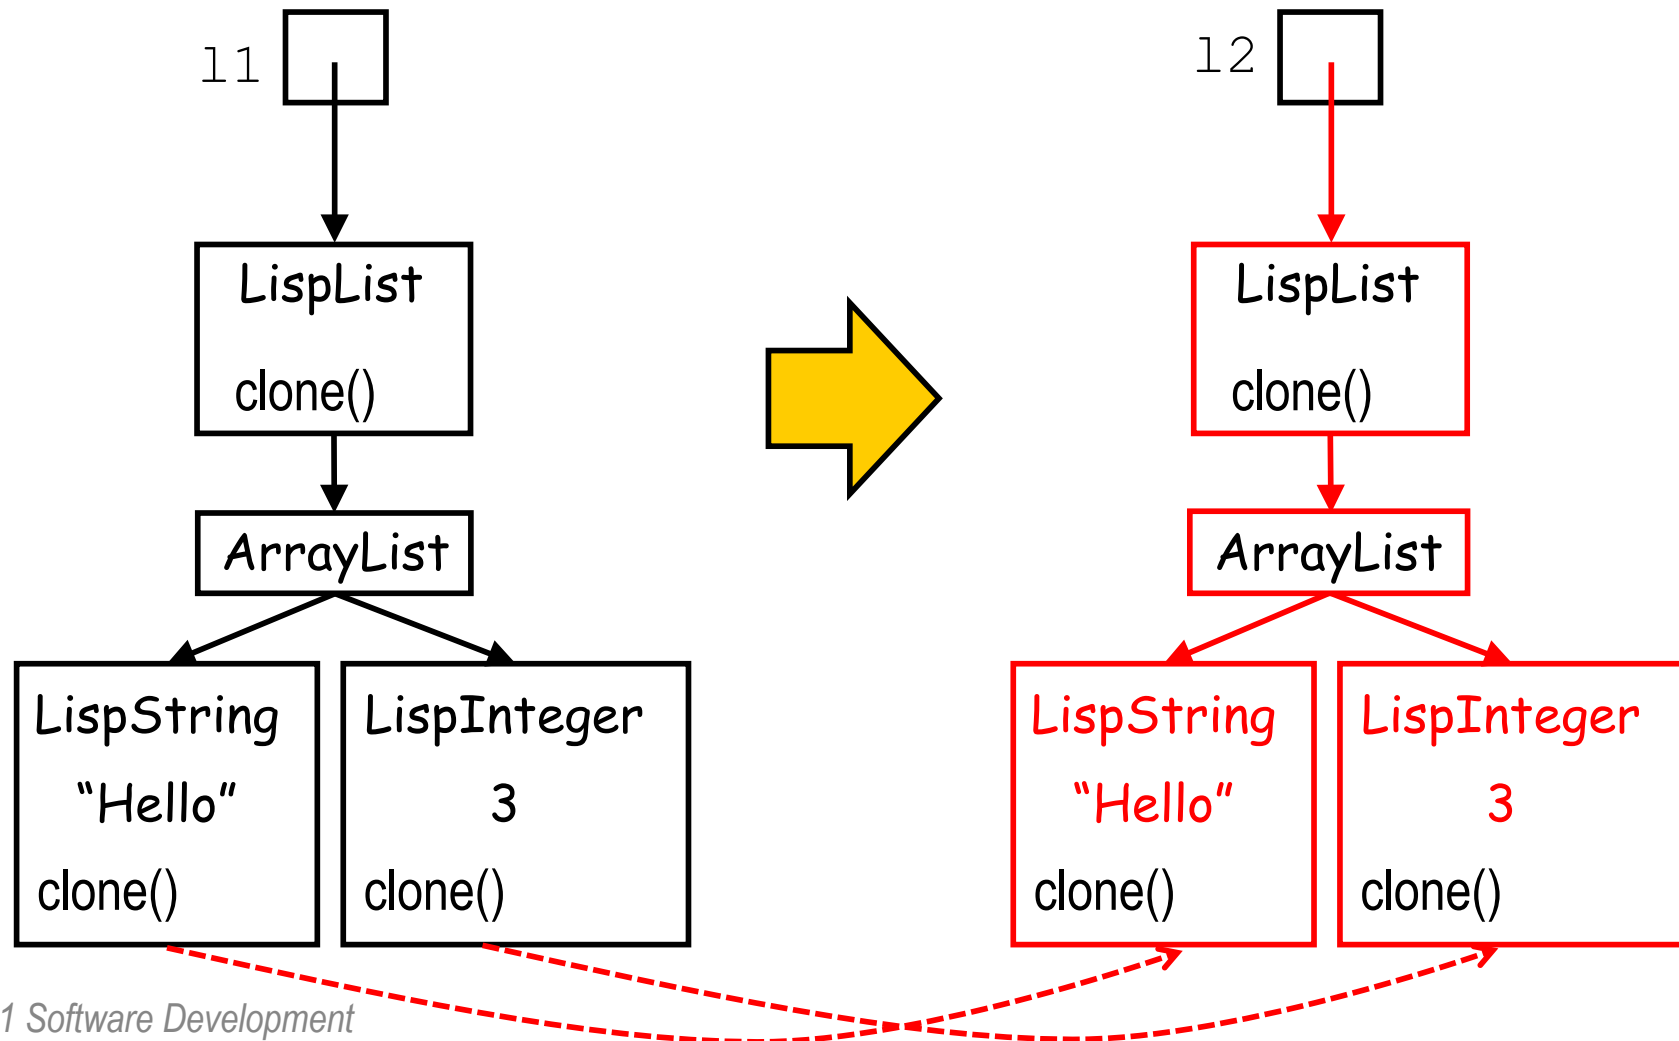 l1
LispList
clone()
ArrayList
LispString
“Hello”
clone()
LispInteger
3
clone()
l2
LispList
clone()
ArrayList
LispString
“Hello”
clone()
LispInteger
3
clone()
1 Software Development